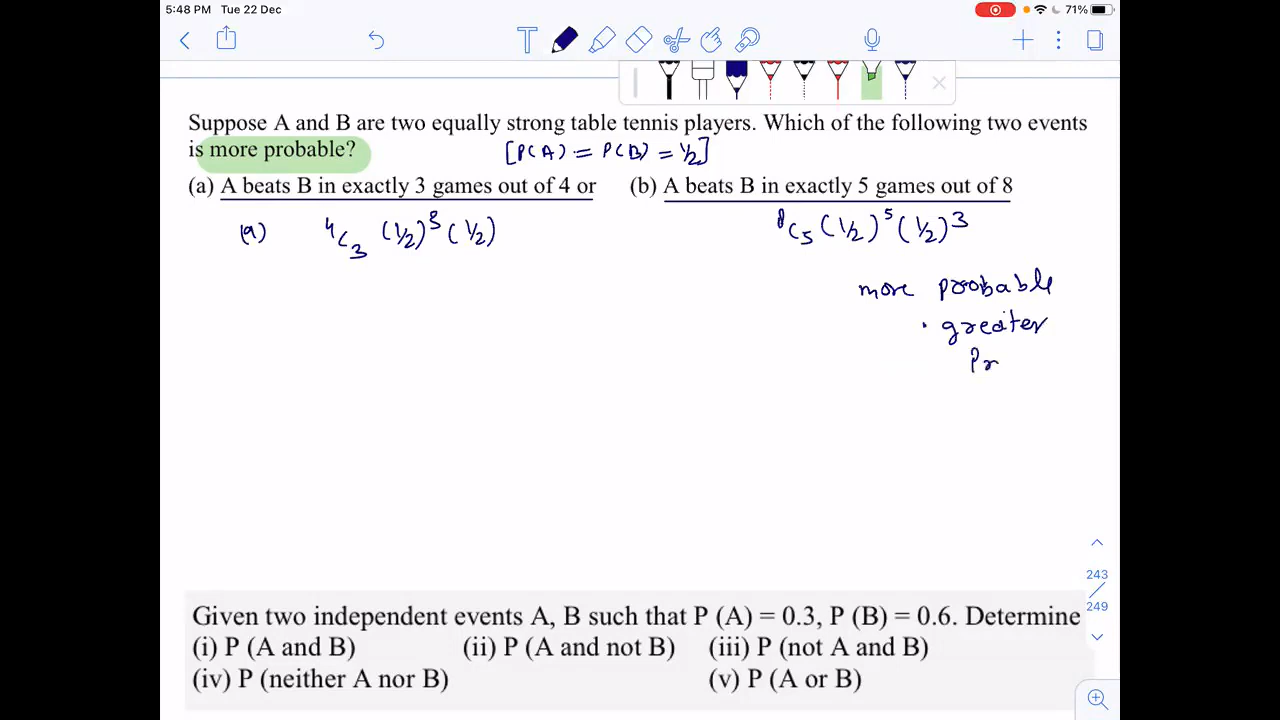 5:48 PM Tue 22 Dec
71%
T
Suppose A and B are two equally strong table tennis players. Which of the following two events
is more probable? [P(A) = P(B) = 1/2]
(a) A beats B in exactly 3 games out of 4 or (b) A beats B in exactly 5 games out of 8
(a) ⁴C₃ (1/2)³ (1/2) ⁸C₅ (1/2)⁵ (1/2)³
more probable
· greater
Pr
243
249
Given two independent events A, B such that P (A) = 0.3, P (B) = 0.6. Determine
(i) P (A and B) (ii) P (A and not B) (iii) P (not A and B)
(iv) P (neither A nor B) (v) P (A or B)